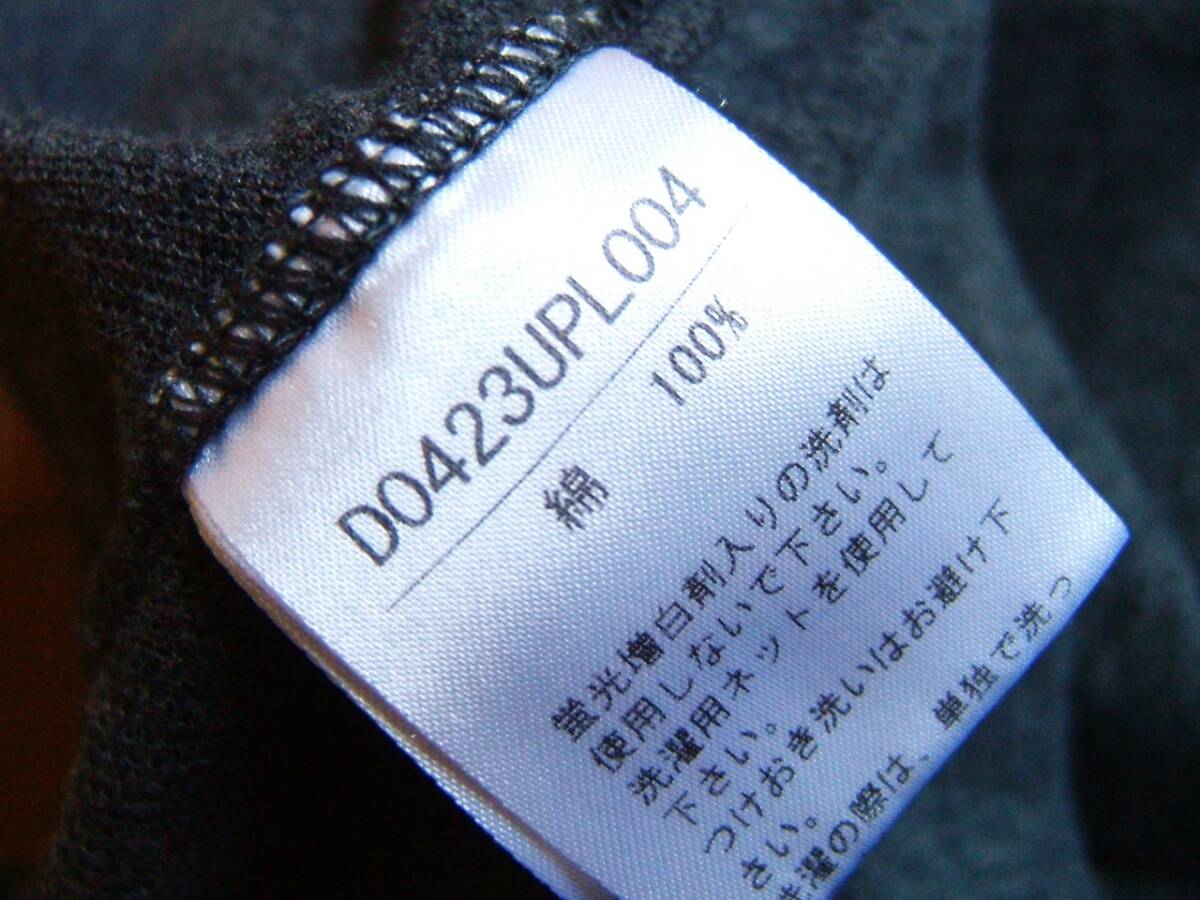 D0423UPL004
綿 100%
蛍光増白剤入りの洗剤は
使用しないで下さい。
洗濯用ネットを使用して
下さい。
つけおき洗いはお避け下
さい。
洗濯の際は、単独で洗っ